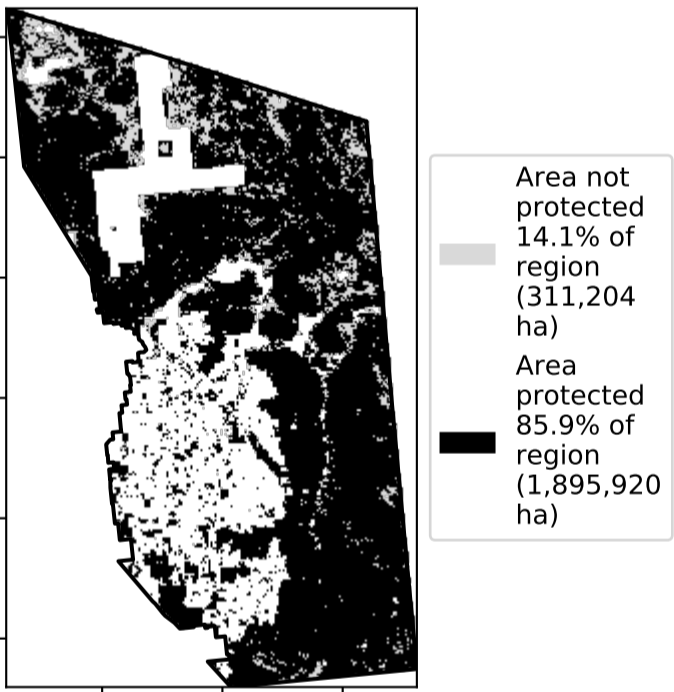 Area not
protected
14.1% of
region
(311,204
ha)
Area
protected
85.9% of
region
(1,895,920
ha)